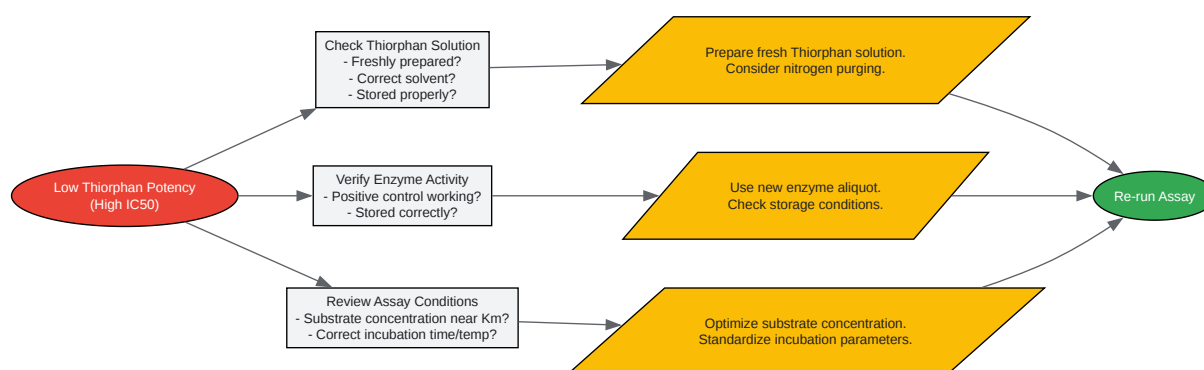 Low Thiorphan Potency
(High IC50)
Check Thiorphan Solution
- Freshly prepared?
- Correct solvent?
- Stored properly?
Prepare fresh Thiorphan solution.
Consider nitrogen purging.
Verify Enzyme Activity
- Positive control working?
- Stored correctly?
Use new enzyme aliquot.
Check storage conditions.
Review Assay Conditions
- Substrate concentration near Km?
- Correct incubation time/temp?
Optimize substrate concentration.
Standardize incubation parameters.
Re-run Assay